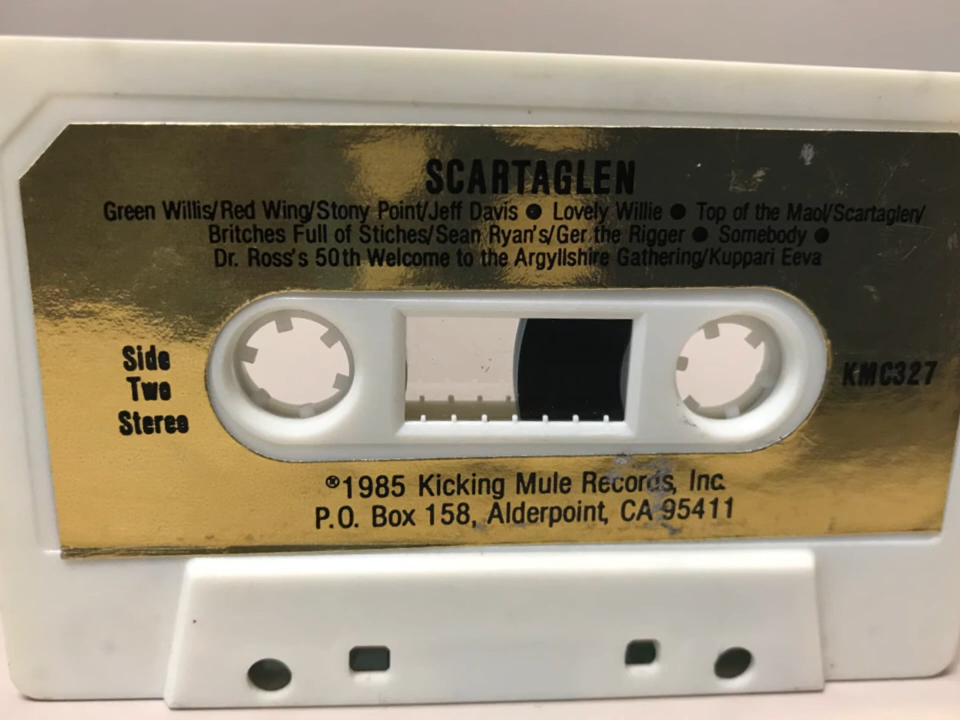 SCARTAGLEN
Green Willis/Red Wing/Stony Point/Jeff Davis ● Lovely Willie ● Top of the Maol/Scartaglen/
Britches Full of Stiches/Sean Ryan's/Ger the Rigger ● Somebody ●
Dr. Ross's 50th Welcome to the Argyllshire Gathering/Kuppari Eeva
Side
Two
Stereo
KMC327
®1985 Kicking Mule Records, Inc.
P.O. Box 158, Alderpoint, CA 95411